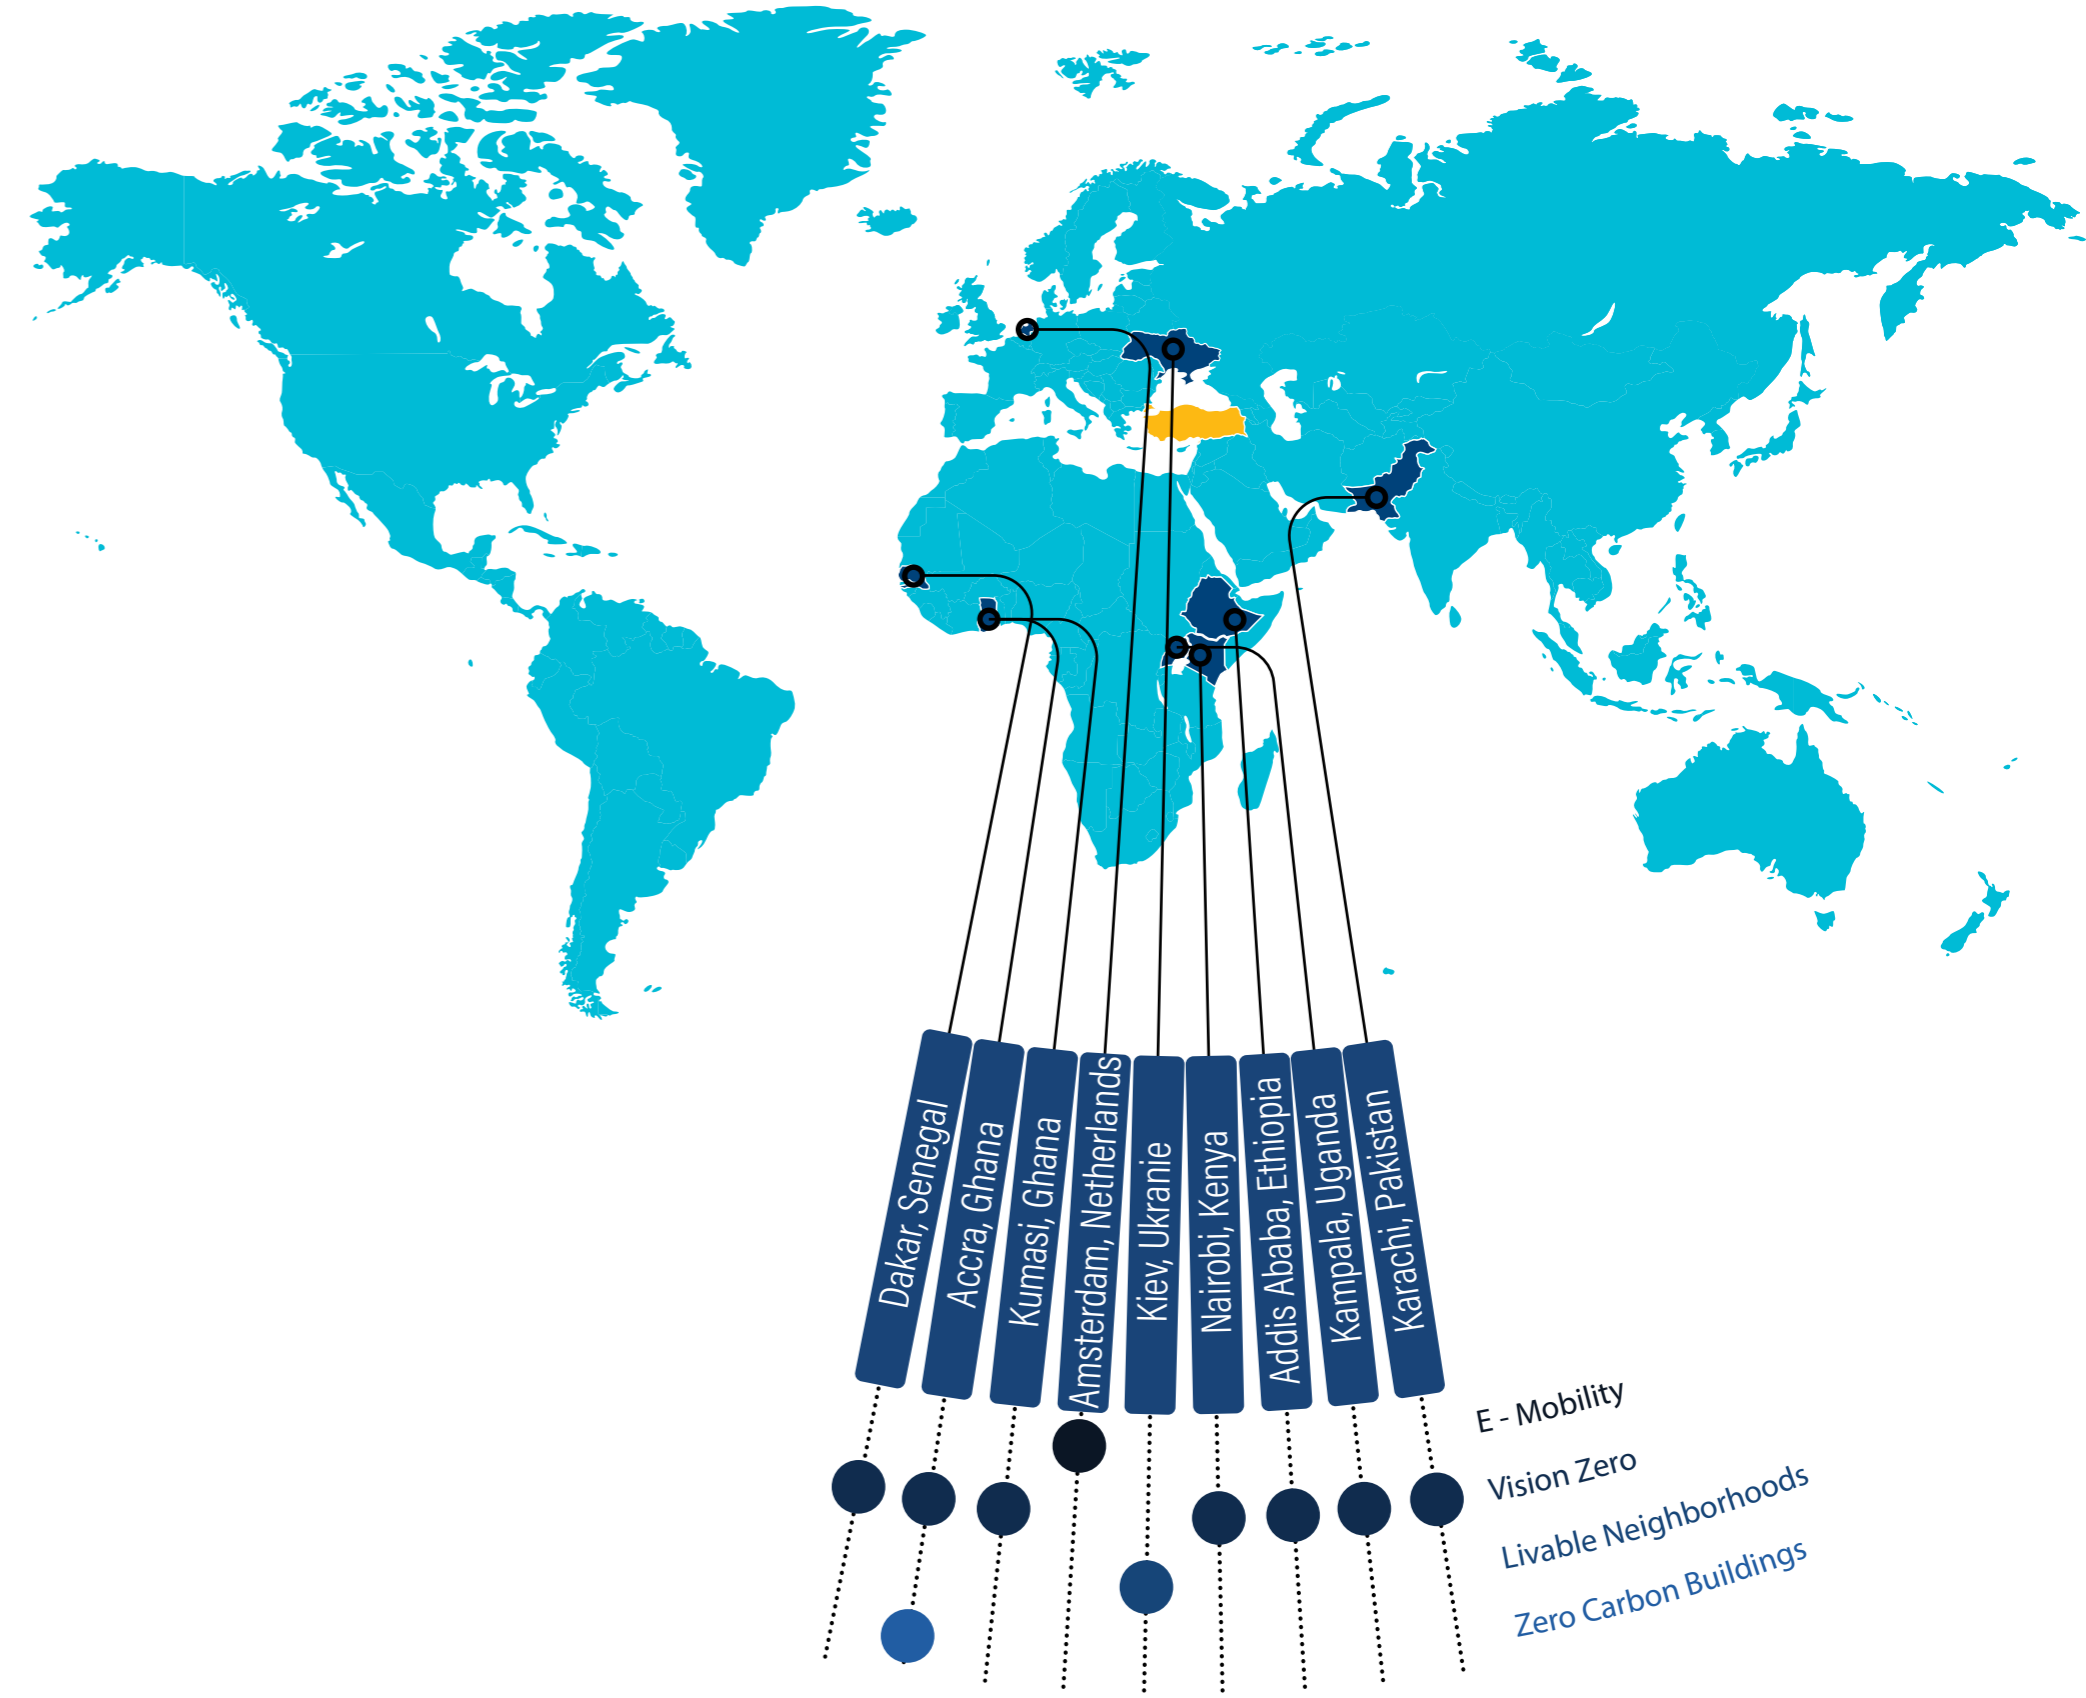 Dakar, Senegal
Accra, Ghana
Kumasi, Ghana
Amsterdam, Netherlands
Kiev, Ukranie
Nairobi, Kenya
Addis Ababa, Ethiopia
Kampala, Uganda
Karachi, Pakistan
E - Mobility
Vision Zero
Livable Neighborhoods
Zero Carbon Buildings